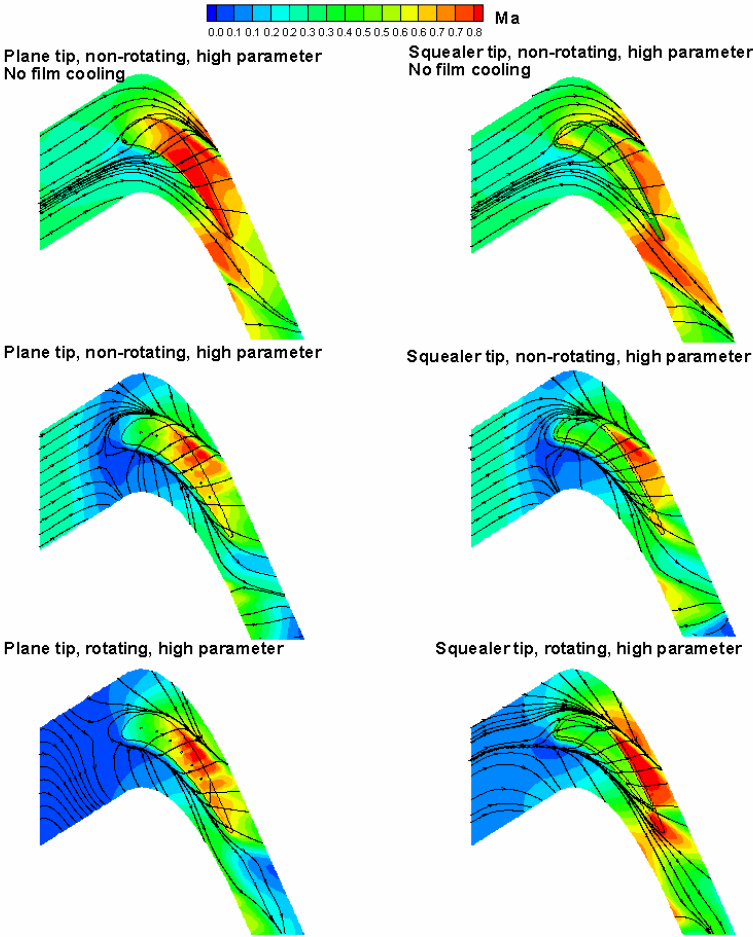 Ma
0.0 0.1 0.1 0.2 0.2 0.3 0.4 0.4 0.5 0.5 0.6 0.6 0.7 0.7 0.8
Plane tip, non-rotating, high parameter
No film cooling
Squealer tip, non-rotating, high parameter
No film cooling
Plane tip, non-rotating, high parameter
Squealer tip, non-rotating, high parameter
Plane tip, rotating, high parameter
Squealer tip, rotating, high parameter